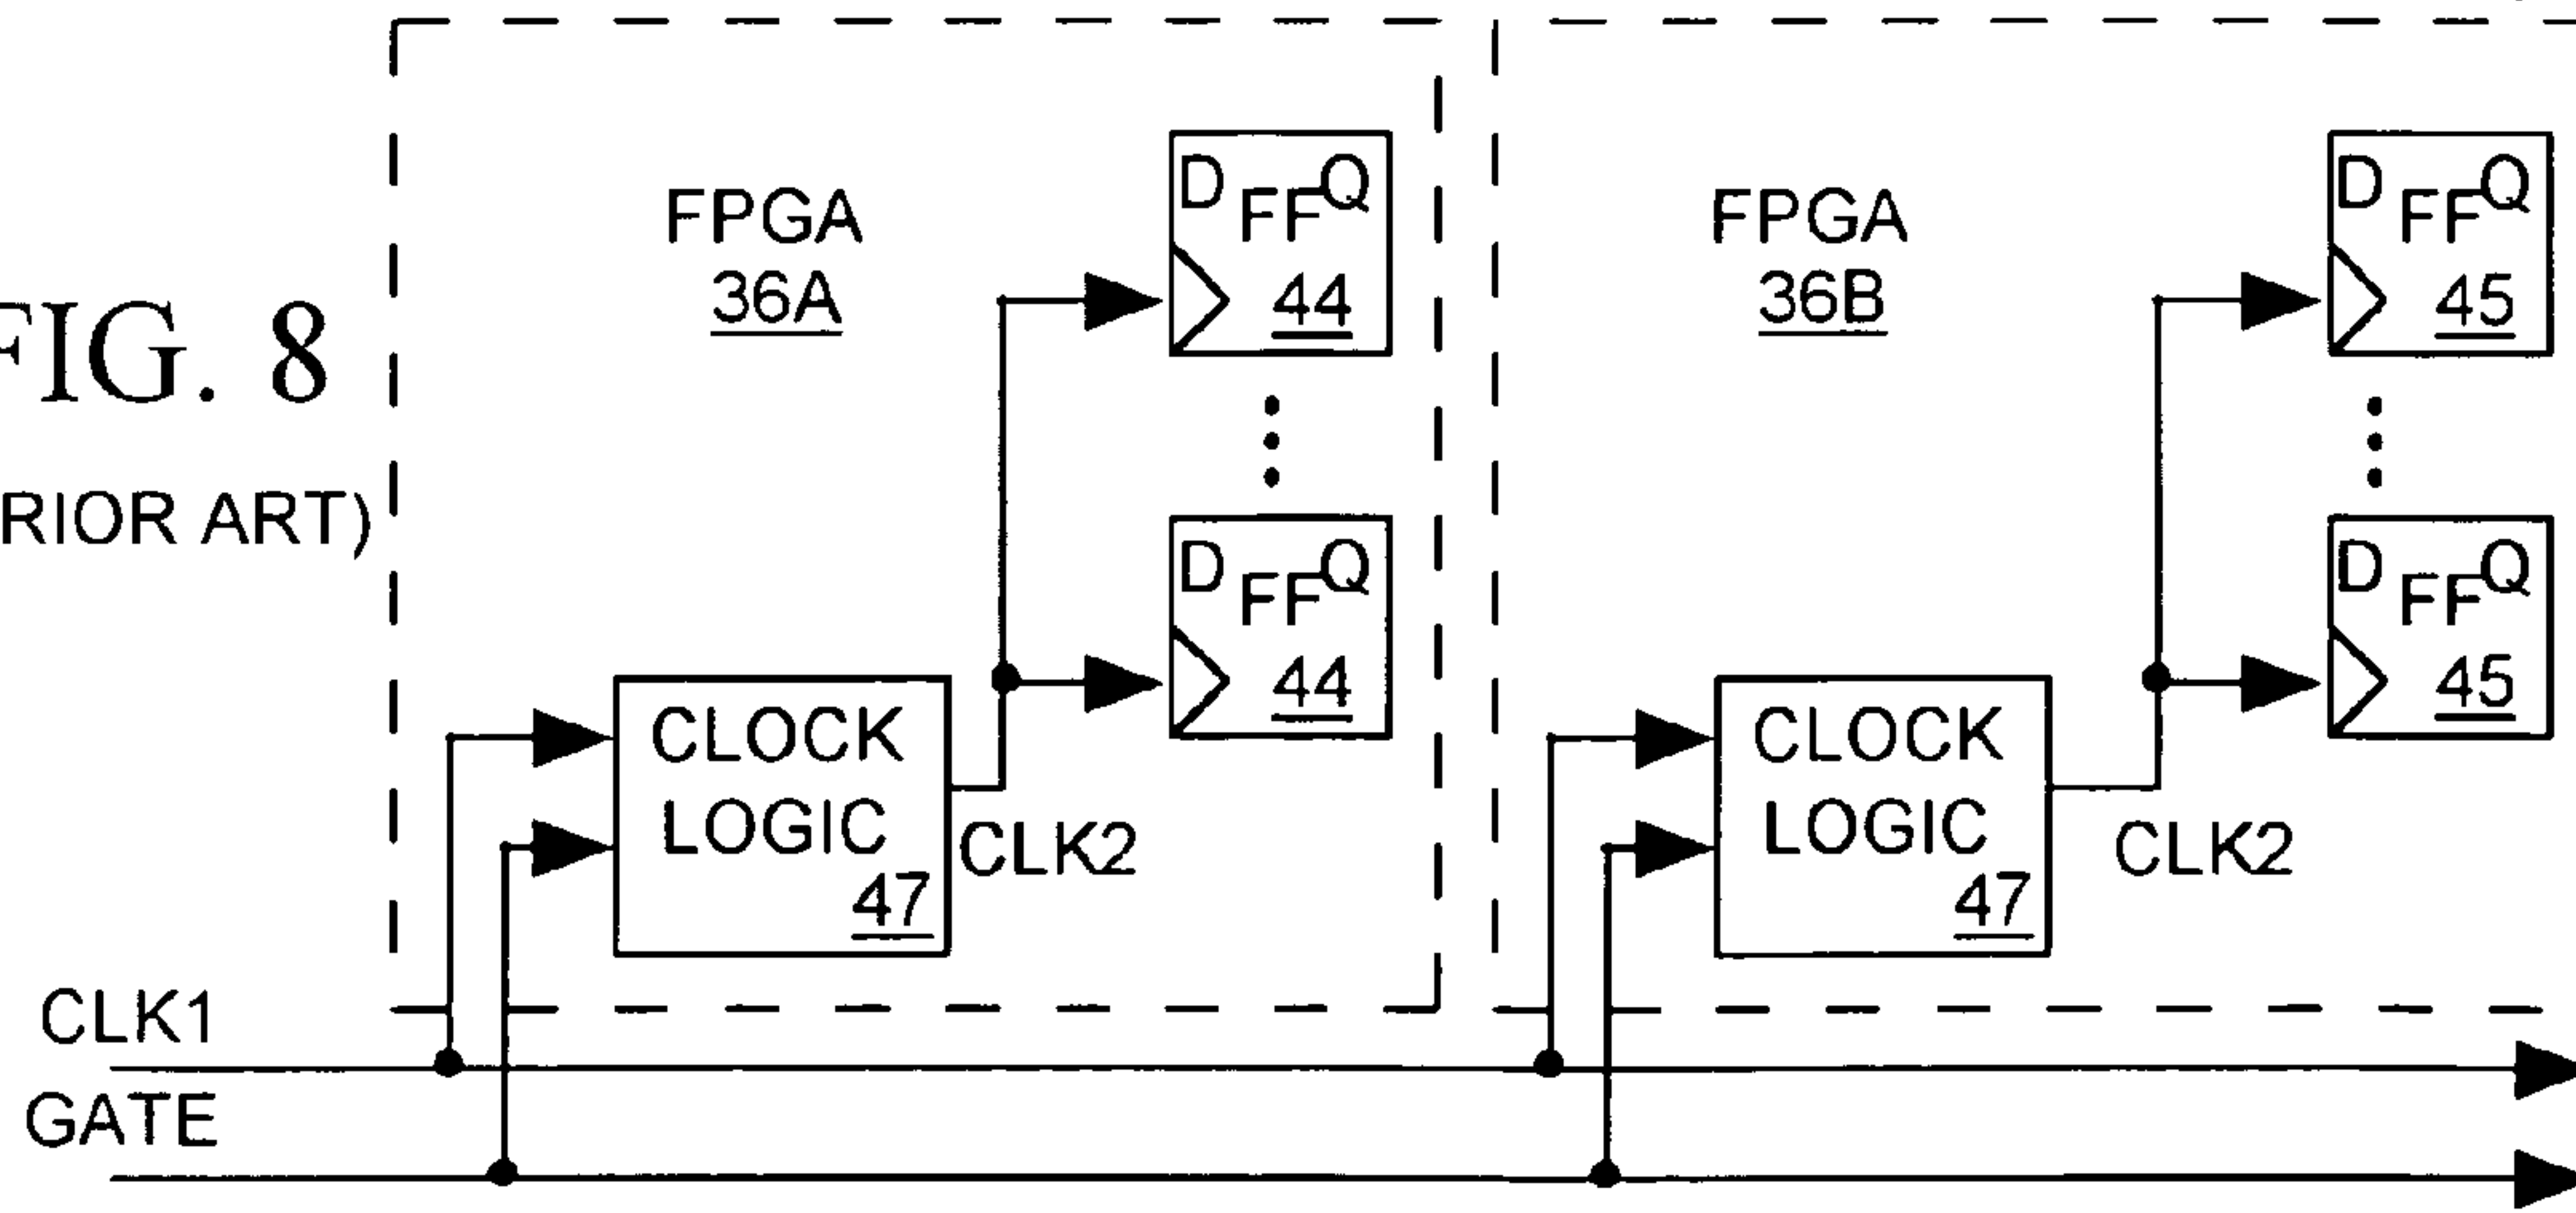 FIG. 8
RIOR ART)
FPGA
36A
D FF Q
44
D FF Q
44
CLOCK
LOGIC
47
CLK2
FPGA
36B
D FF Q
45
D FF Q
45
CLOCK
LOGIC
47
CLK2
CLK1
GATE